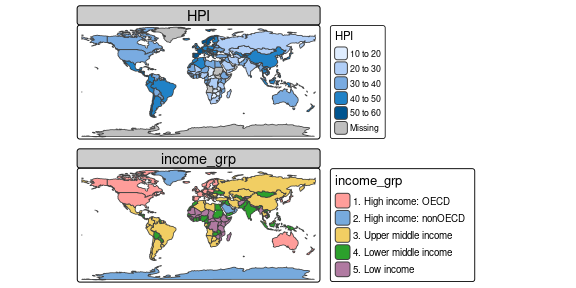 HPI
HPI
10 to 20
20 to 30
30 to 40
40 to 50
50 to 60
Missing
income_grp
income_grp
1. High income: OECD
2. High income: nonOECD
3. Upper middle income
4. Lower middle income
5. Low income